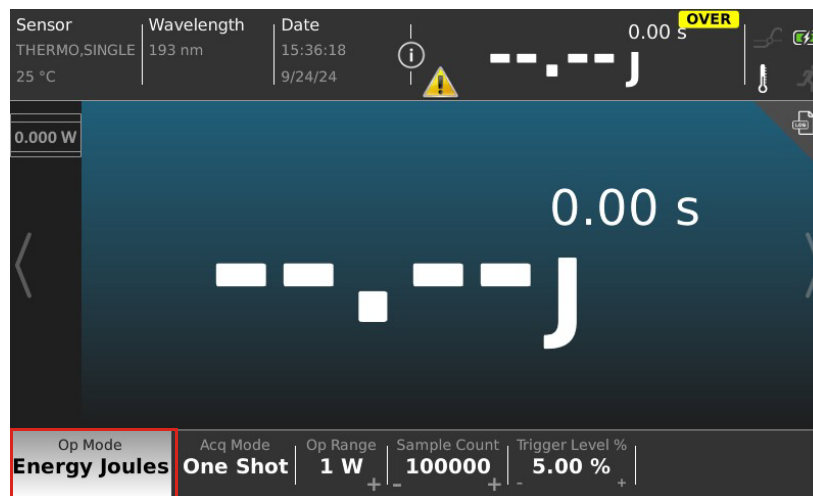 Sensor
THERMO,SINGLE
25 °C
Wavelength
193 nm
Date
15:36:18
9/24/24
i
0.00 s
OVER
--.--J
0.000 W
LOG
0.00 s
--.--J
Op Mode
Energy Joules
Acq Mode
One Shot
Op Range
1 W
+
Sample Count
- 100000 +
Trigger Level %
- 5.00 % +